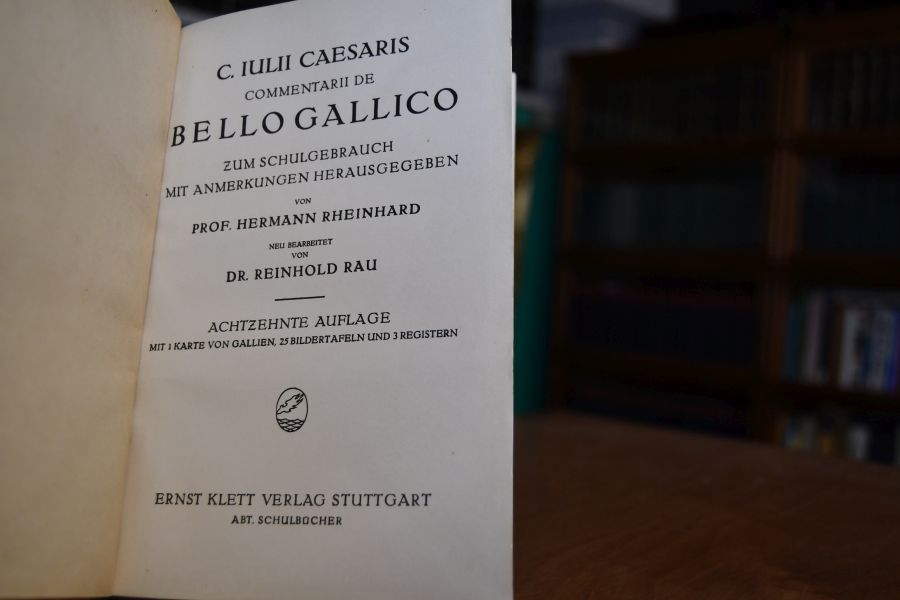 C. IULII CAESARIS
COMMENTARII DE
BELLO GALLICO
ZUM SCHULGEBRAUCH
MIT ANMERKUNGEN HERAUSGEGEBEN
VON
PROF. HERMANN RHEINHARD
NEU BEARBEITET
VON
DR. REINHOLD RAU
ACHTZEHNTE AUFLAGE
MIT 1 KARTE VON GALLIEN, 25 BILDERTAFELN UND 3 REGISTERN
ERNST KLETT VERLAG STUTTGART
ABT. SCHULBÜCHER